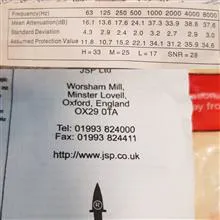 Frequency(Hz) 63 125 250 500 1000 2000 4000 8000
Mean Attenuation(dB) 16.1 13.6 17.6 24.1 37.3 33.9 38.5 37.6
Standard Deviation 4.3 2.9 2.4 2.0 3.2 2.7 2.9 3.0
Assumed Protection Value 11.8 10.7 15.2 22.1 34.1 31.2 35.9 34.6
H = 33 M = 25 L = 17 SNR = 28
JSP Ltd
Worsham Mill,
Minster Lovell,
Oxford, England
OX29 0TA
Tel: 01993 824000
Fax: 01993 824411
http://www.jsp.co.uk
®